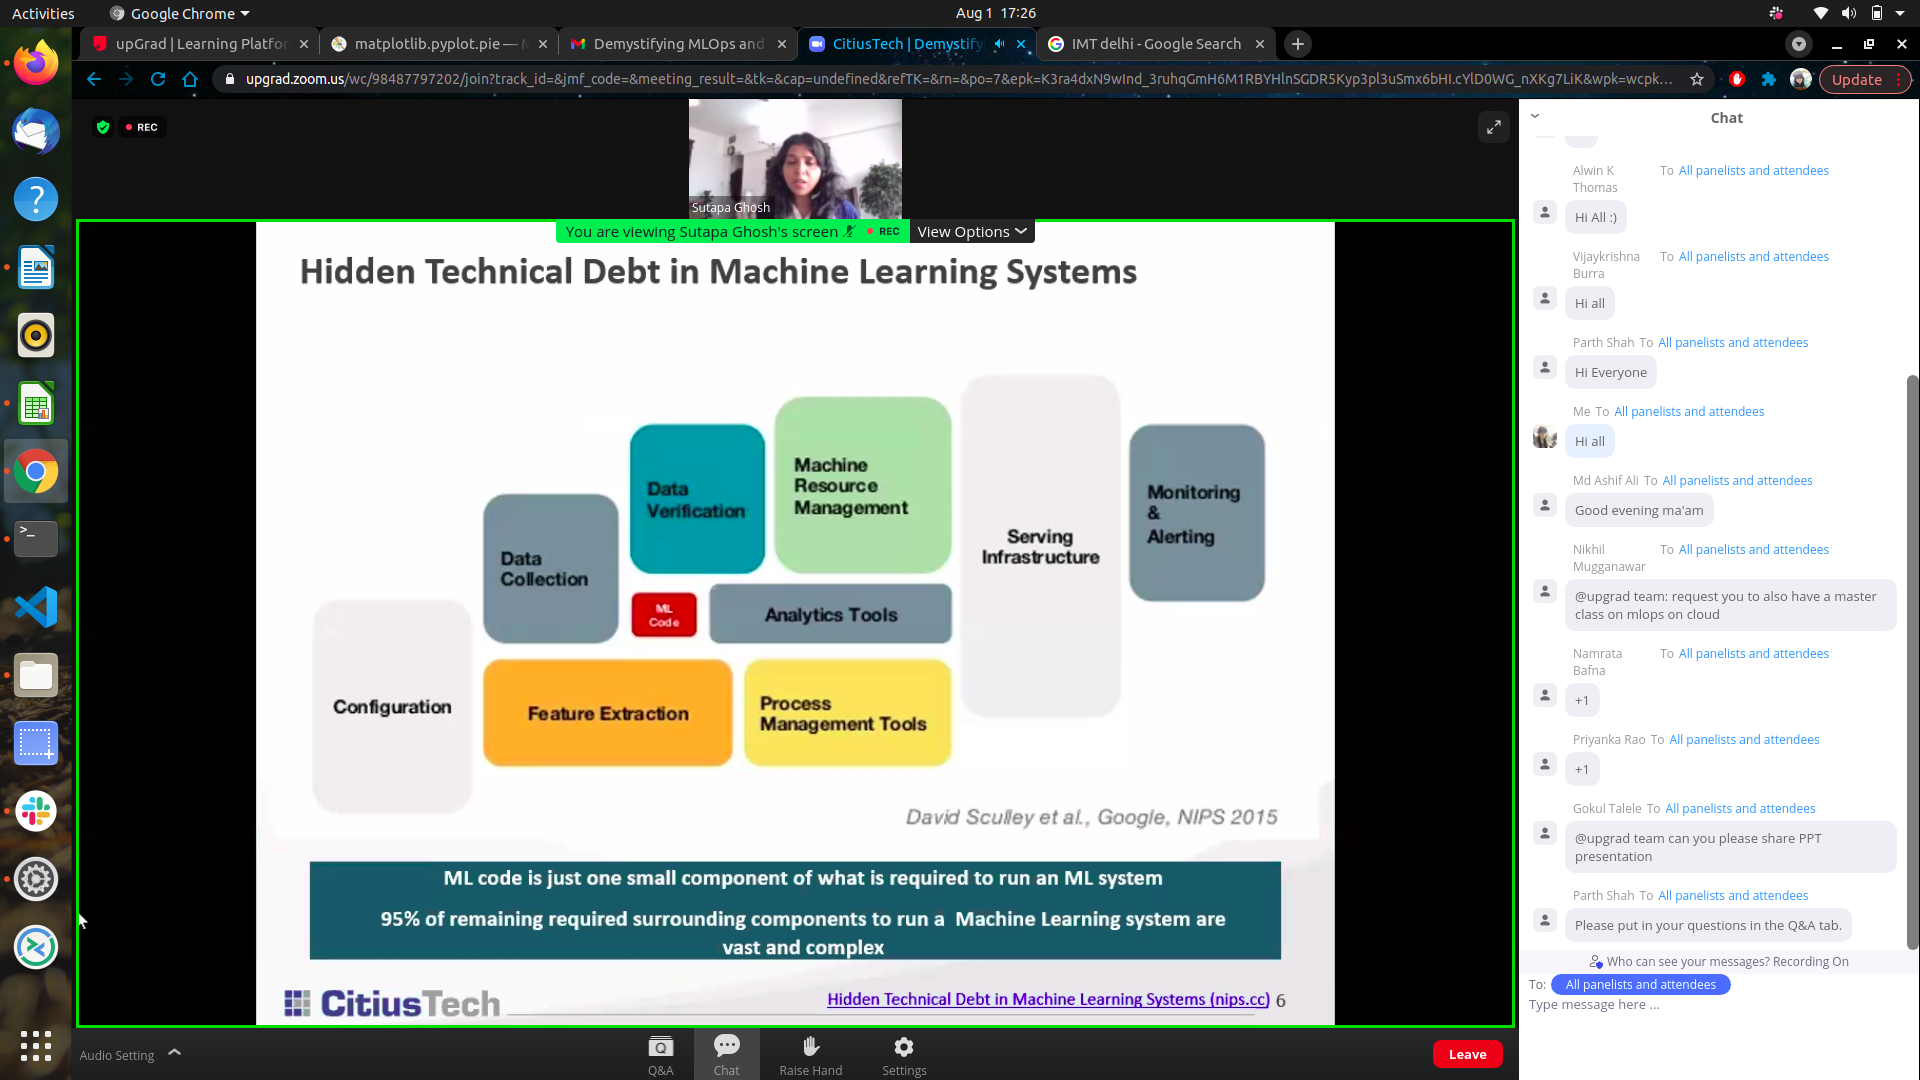 Activities
Google Chrome
Aug 1 17:26
upGrad | Learning Platfor
matplotlib.pyplot.pie —
Demystifying MLOps and
CitiusTech | Demystify
IMT delhi - Google Search
upgrad.zoom.us/wc/98487797202/join?track_id=&jmf_code=&meeting_result=&tk=&cap=undefined&refTK=&rn=&po=7&epk=K3ra4dxN9wInd_3ruhqGmH6M1RBYHlnSGDR5Kyp3pl3uSmx6bHI.cYlD0WG_nXKg7LiK&wpk=wcpk...
Update
REC
Sutapa Ghosh
You are viewing Sutapa Ghosh's screen
REC
View Options
Hidden Technical Debt in Machine Learning Systems
Configuration
Data
Collection
Data
Verification
Machine
Resource
Management
ML
Code
Analytics Tools
Feature Extraction
Process
Management Tools
Serving
Infrastructure
Monitoring
&
Alerting
David Sculley et al., Google, NIPS 2015
ML code is just one small component of what is required to run an ML system
95% of remaining required surrounding components to run a Machine Learning system are
vast and complex
CitiusTech
Hidden Technical Debt in Machine Learning Systems (nips.cc)
6
Audio Setting
Q&A
Chat
Raise Hand
Settings
Leave
Chat
Alwin K
Thomas
To All panelists and attendees
Hi All :)
Vijaykrishna
Burra
To All panelists and attendees
Hi all
Parth Shah To All panelists and attendees
Hi Everyone
Me To All panelists and attendees
Hi all
Md Ashif Ali To All panelists and attendees
Good evening ma'am
Nikhil
Mugganawar
To All panelists and attendees
@upgrad team: request you to also have a master
class on mlops on cloud
Namrata
Bafna
To All panelists and attendees
+1
Priyanka Rao To All panelists and attendees
+1
Gokul Talele To All panelists and attendees
@upgrad team can you please share PPT
presentation
Parth Shah To All panelists and attendees
Please put in your questions in the Q&A tab.
Who can see your messages? Recording On
To: All panelists and attendees
Type message here ...